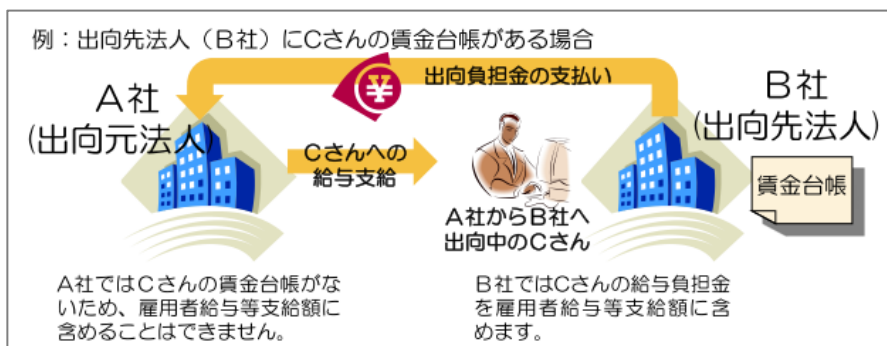 例：出向先法人（B社）にCさんの賃金台帳がある場合
出向負担金の支払い
A社
(出向元法人)
B社
(出向先法人)
Cさんへの
給与支給
賃金台帳
A社からB社へ
出向中のCさん
A社ではCさんの賃金台帳がな
いため、雇用者給与等支給額に
含めることはできません。
B社ではCさんの給与負担金
を雇用者給与等支給額に含
めます。